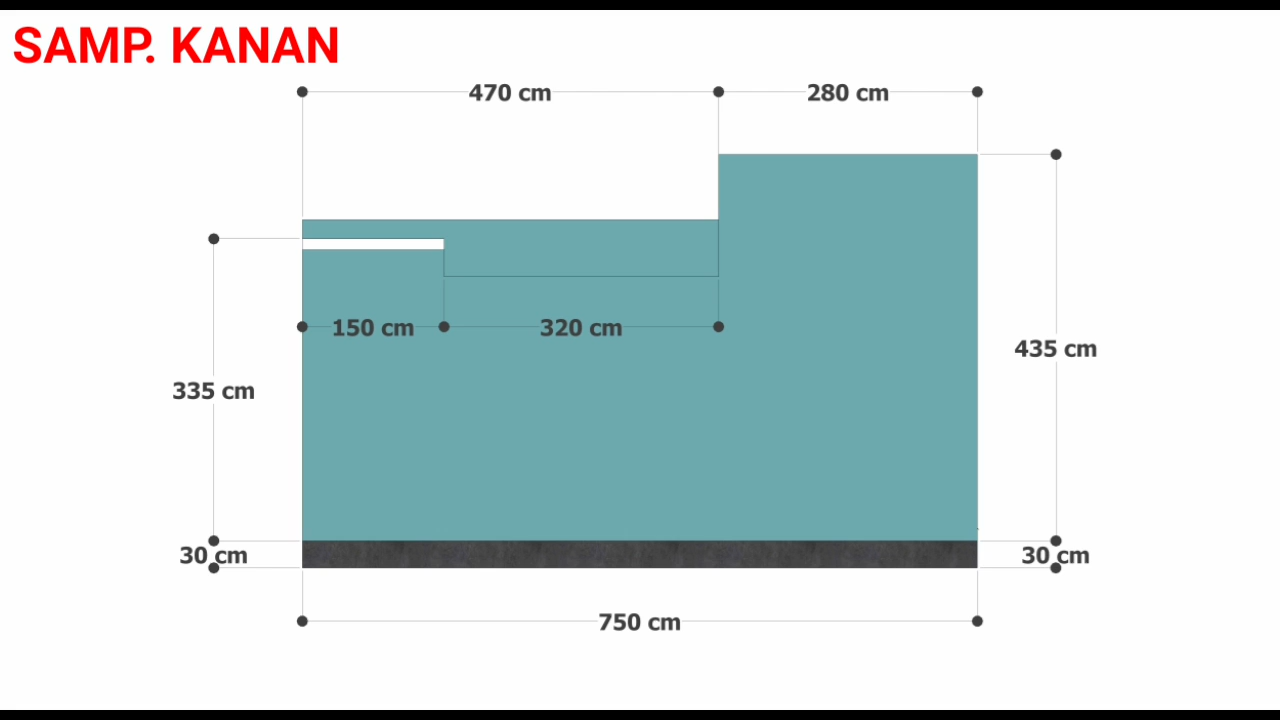 SAMP. KANAN
470 cm
280 cm
150 cm
320 cm
435 cm
335 cm
30 cm
30 cm
750 cm